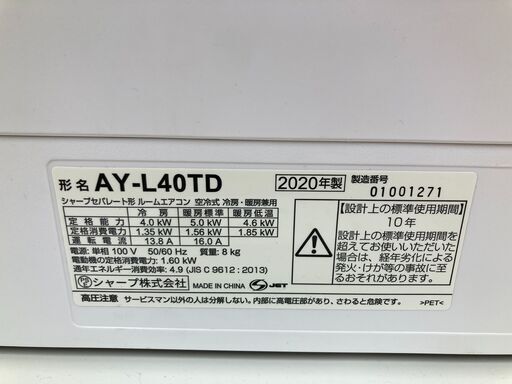 形名 AY-L40TD 2020年製 製造番号 01001271
シャープセパレート形 ルームエアコン 空冷式 冷房・暖房兼用
冷房 暖房標準 暖房低温
定格能力 4.0 kW 5.0 kW 4.6 kW
定格消費電力 1.35 kW 1.56 kW 1.85 kW
運転電流 13.8 A 16.0 A
電源: 単相 100 V 50/60 Hz 質量: 8 kg
電動機の定格消費電力: 1.60 kW
通年エネルギー消費効率: 4.9 (JIS C 9612 : 2013)
シャープ株式会社 MADE IN CHINA JET
【設計上の標準使用期間】
10年
設計上の標準使用期間を
超えてお使いいただいた
場合は、経年劣化による
発火・けが等の事故に至
るおそれがあります。
高圧注意 サービスマン以外の人は分解しない。内部に高電圧部があり、さわると危険です。 >PET<